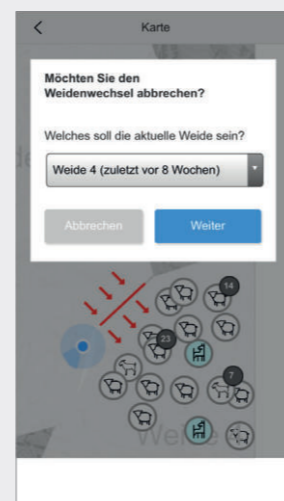 Karte
Möchten Sie den
Weidenwechsel abbrechen?
Welches soll die aktuelle Weide sein?
Weide 4 (zuletzt vor 8 Wochen)
Abbrechen
Weiter
14
23
7
Weide